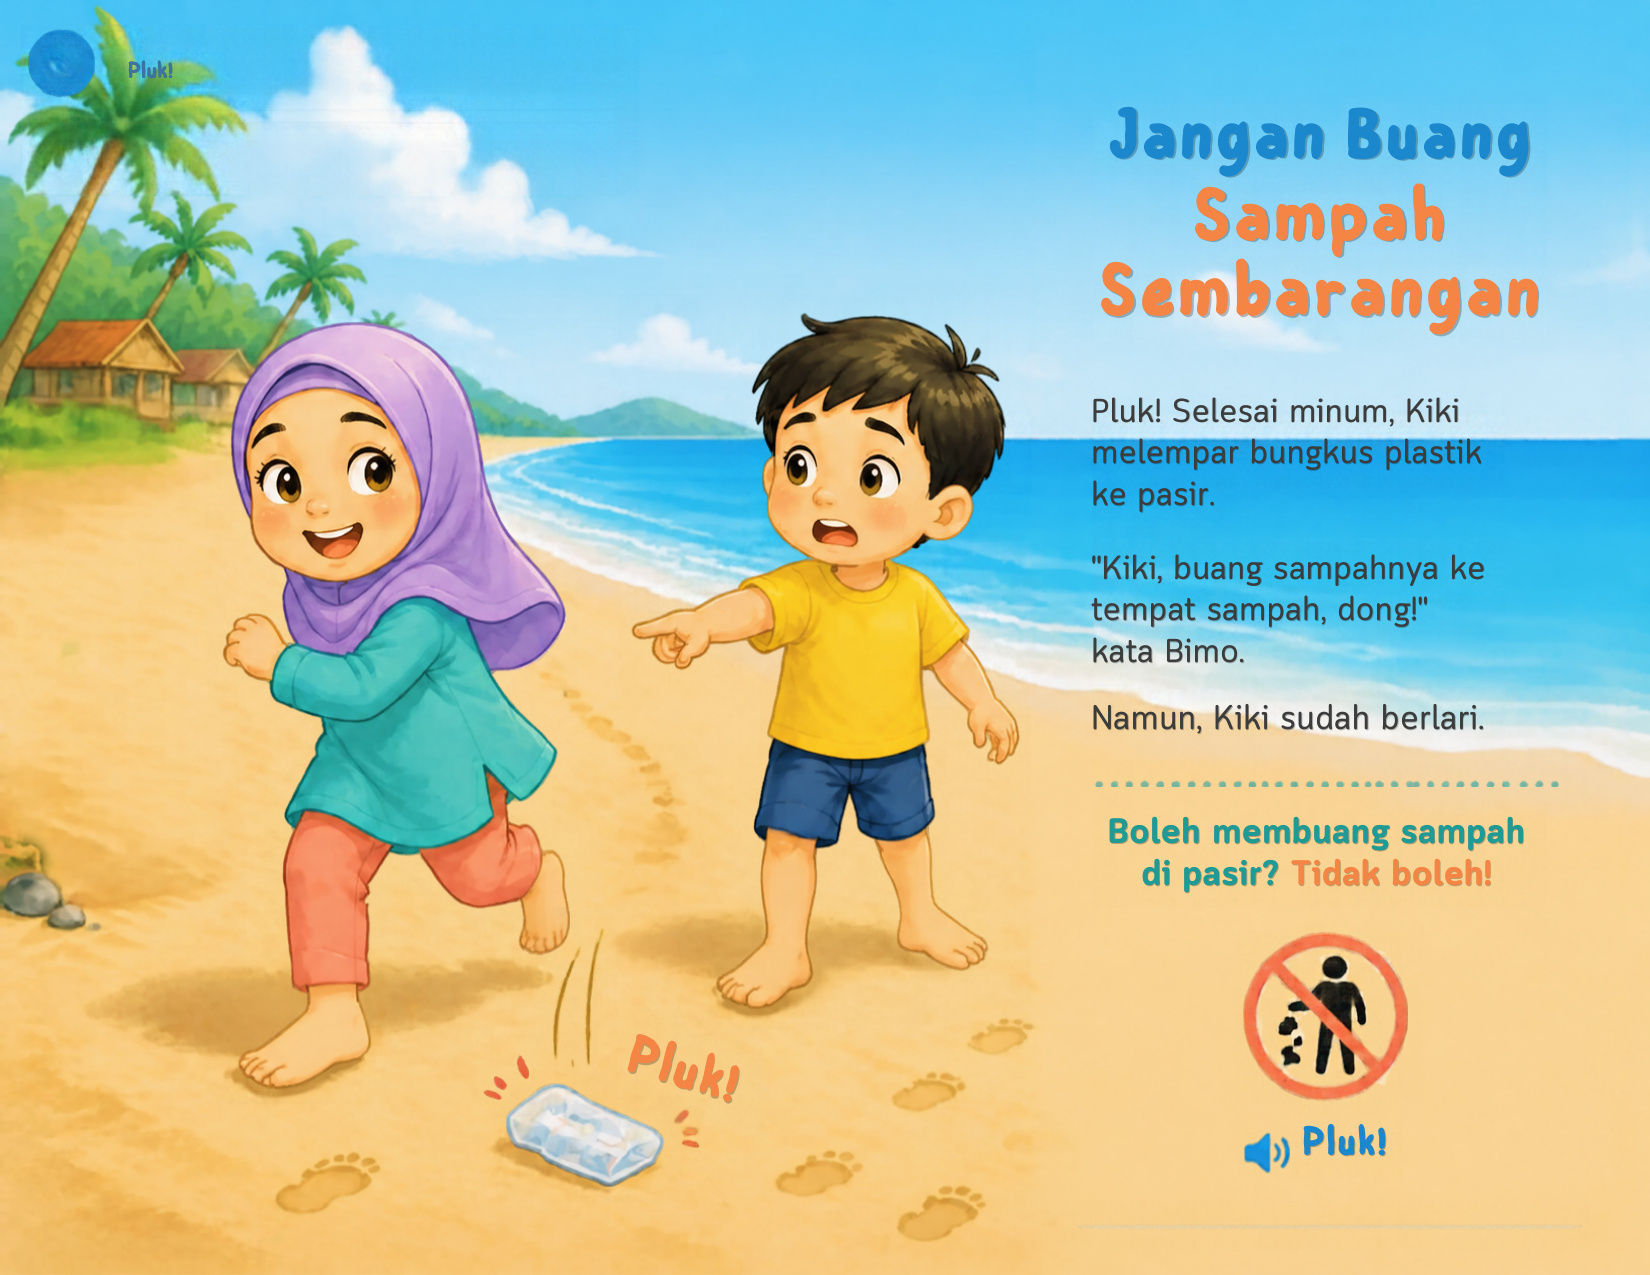 Pluk!
Jangan Buang
Sampah
Sembarangan
Pluk! Selesai minum, Kiki
melempar bungkus plastik
ke pasir.
"Kiki, buang sampahnya ke
tempat sampah, dong!"
kata Bimo.
Namun, Kiki sudah berlari.
Boleh membuang sampah
di pasir? Tidak boleh!
Pluk!
Pluk!